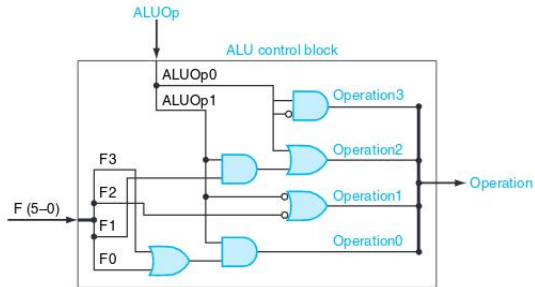 ALUOp
ALU control block
ALUOp0
ALUOp1
Operation3
Operation2
Operation
Operation1
Operation0
F3
F2
F (5–0)
F1
F0